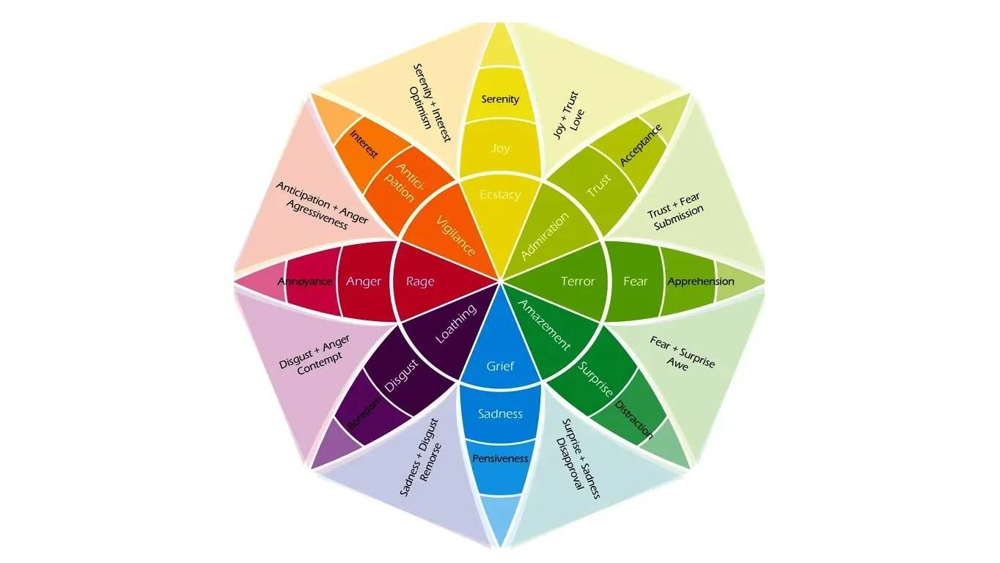 Serenity + Interest
Optimism
Serenity
Joy
Ecstacy
Joy + Trust
Love
Acceptance
Trust
Admiration
Trust + Fear
Submission
Terror
Fear
Apprehension
Fear + Surprise
Awe
Amazement
Surprise
Distraction
Surprise + Sadness
Disapproval
Grief
Sadness
Pensiveness
Sadness + Disgust
Remorse
Loathing
Disgust
Boredom
Disgust + Anger
Contempt
Rage
Anger
Annoyance
Anticipation + Anger
Agressiveness
Interest
Antici-
pation
Vigilance